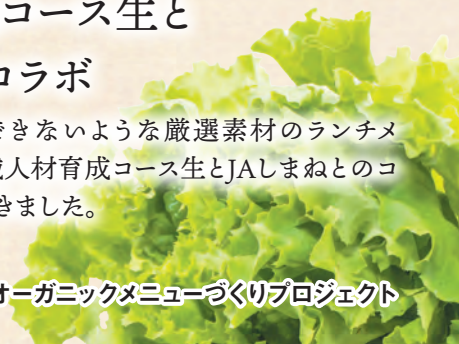 コース生と
コラボ
できないような厳選素材のランチメ
人材育成コース生とJAしまねとのコ
きました。
オーガニックメニューづくりプロジェクト